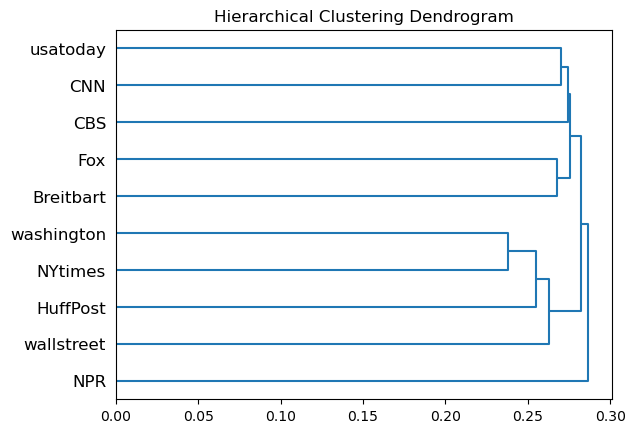 Hierarchical Clustering Dendrogram
usatoday
CNN
CBS
Fox
Breitbart
washington
NYtimes
HuffPost
wallstreet
NPR
0.00 0.05 0.10 0.15 0.20 0.25 0.30